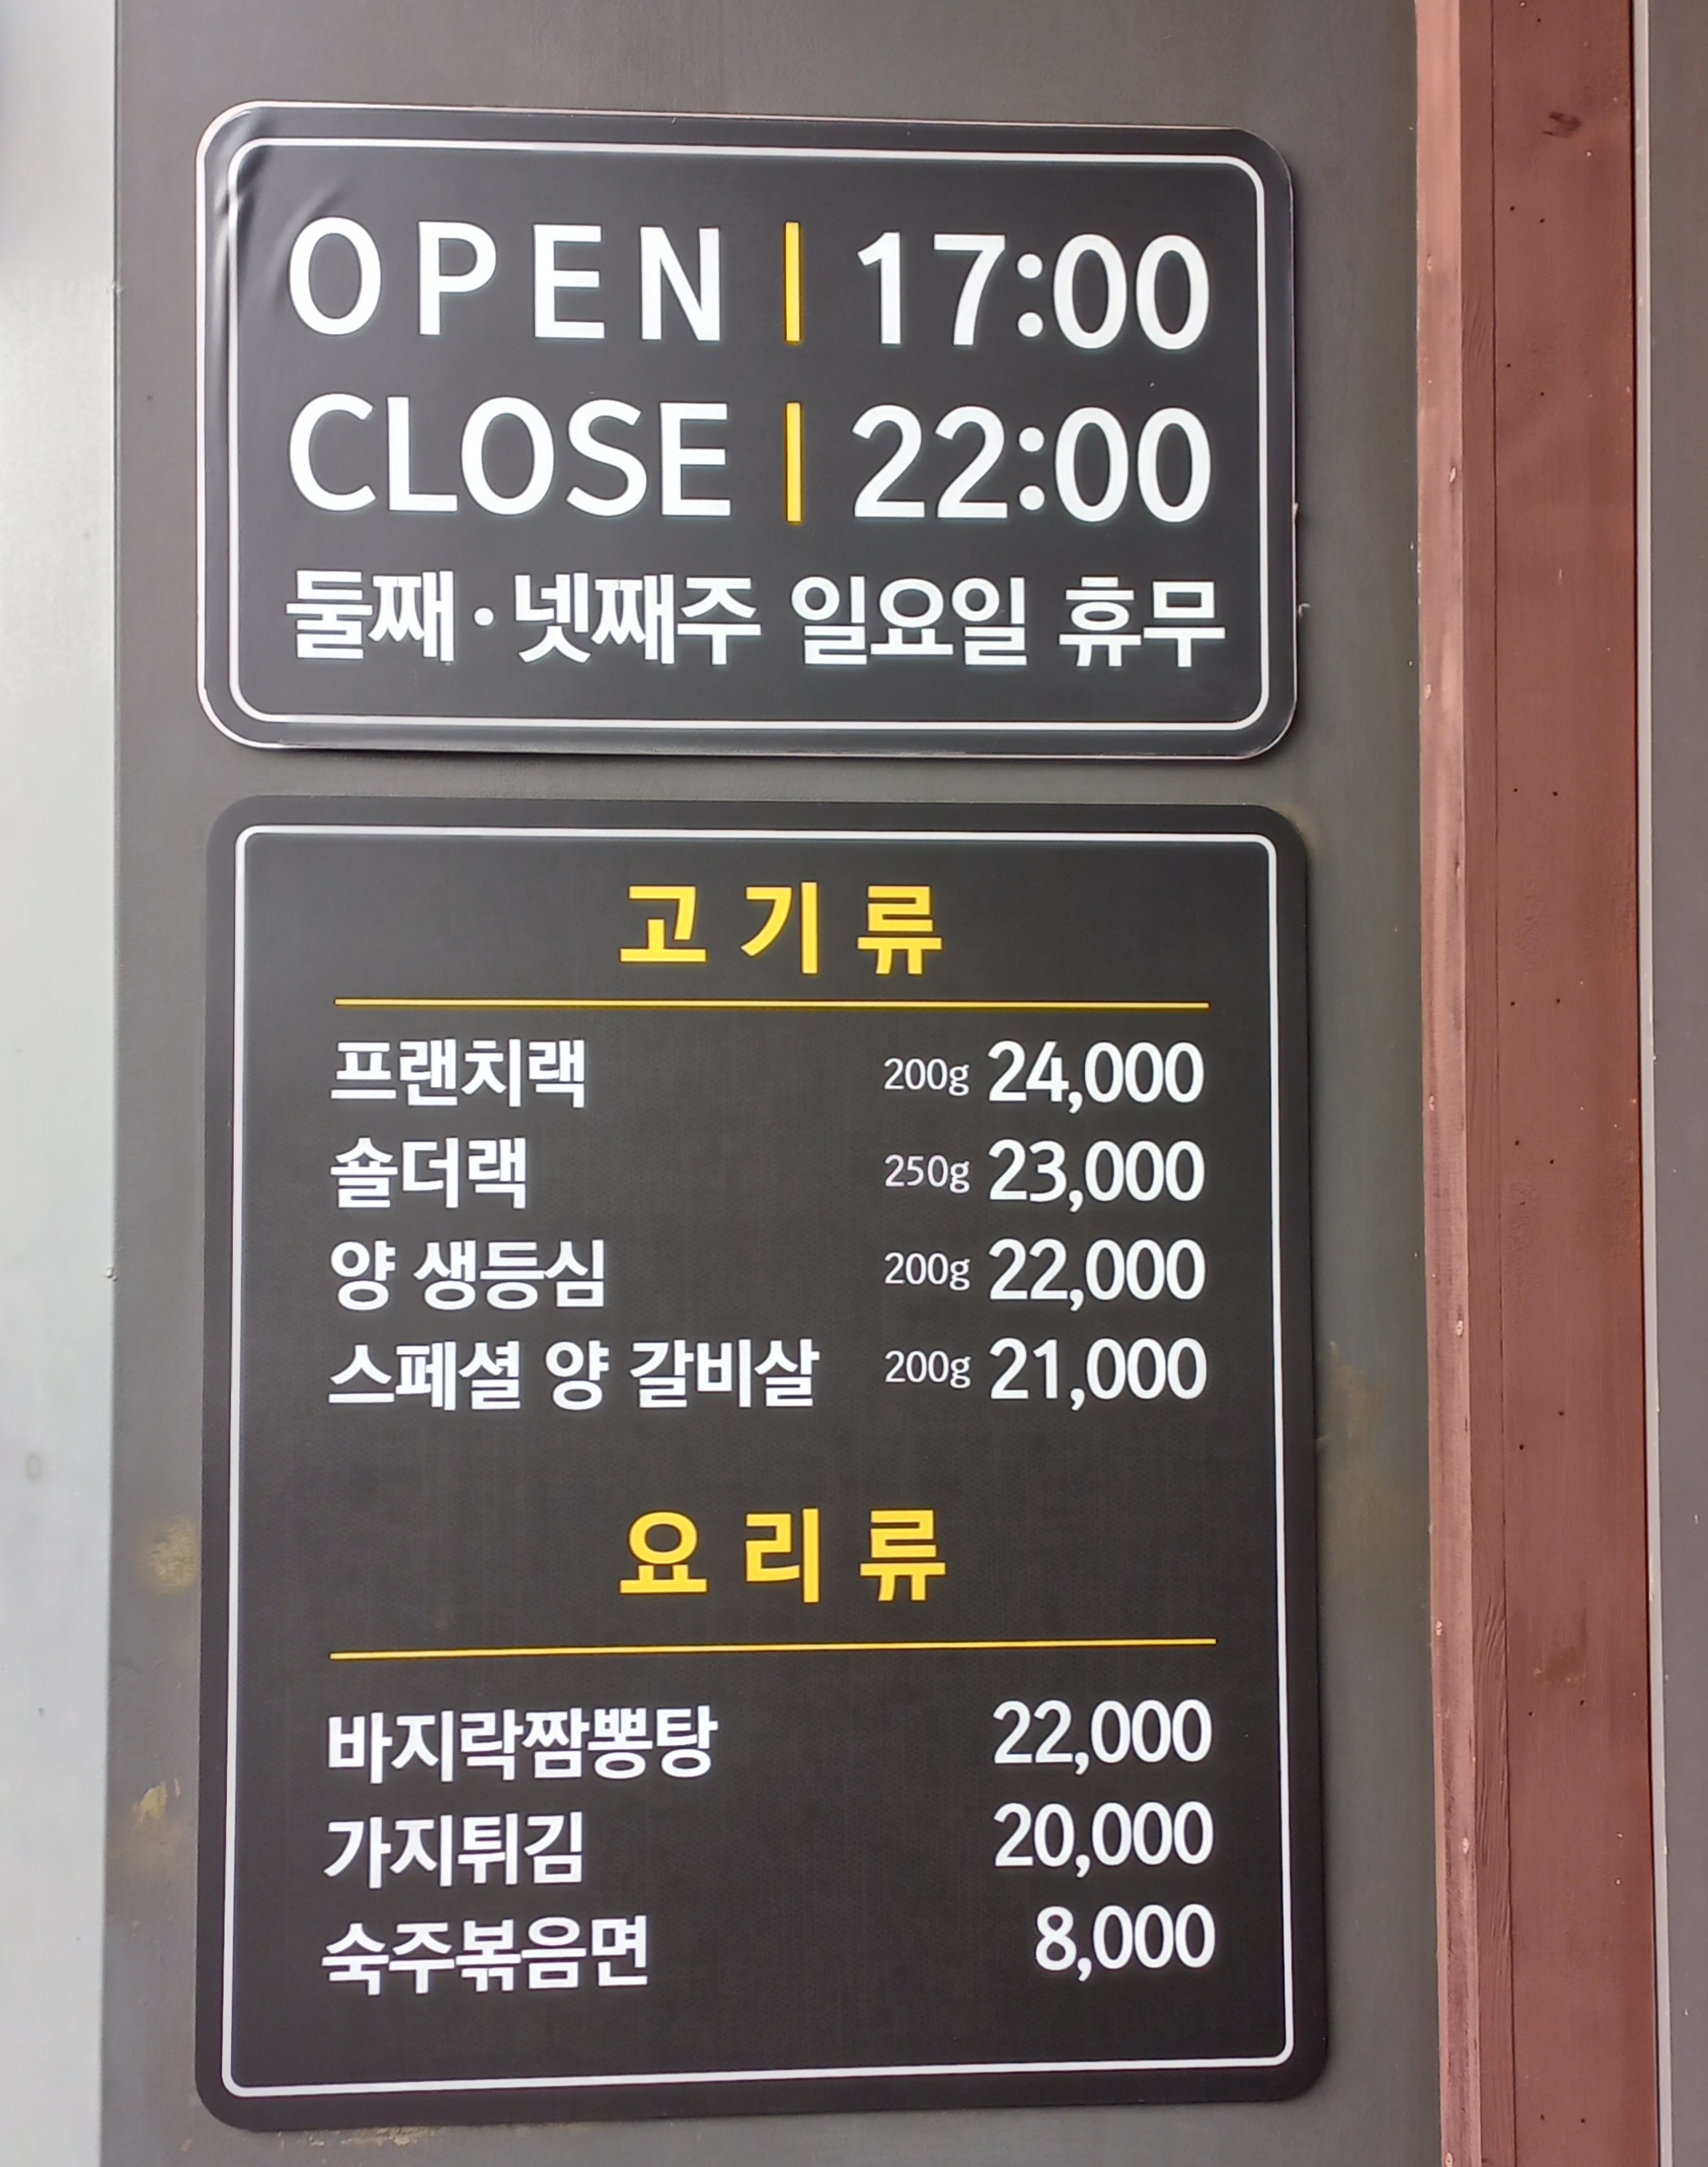 OPEN | 17:00
CLOSE | 22:00
둘째·넷째주 일요일 휴무
고기류
프랜치랙 200g 24,000
숄더랙 250g 23,000
양 생등심 200g 22,000
스페셜 양 갈비살 200g 21,000
요리류
바지락짬뽕탕 22,000
가지튀김 20,000
숙주볶음면 8,000